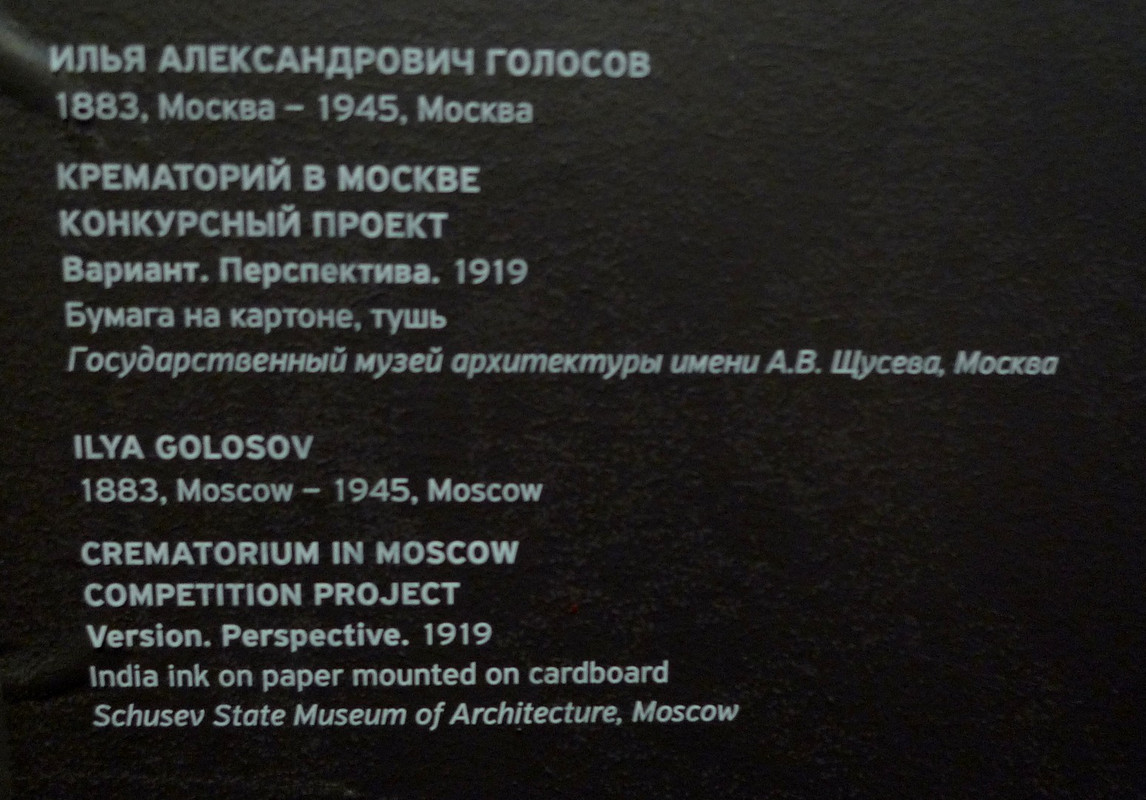 ИЛЬЯ АЛЕКСАНДРОВИЧ ГОЛОСОВ
1883, Москва – 1945, Москва
КРЕМАТОРИЙ В МОСКВЕ
КОНКУРСНЫЙ ПРОЕКТ
Вариант. Перспектива. 1919
Бумага на картоне, тушь
Государственный музей архитектуры имени А.В. Щусева, Москва
ILYA GOLOSOV
1883, Moscow – 1945, Moscow
CREMATORIUM IN MOSCOW
COMPETITION PROJECT
Version. Perspective. 1919
India ink on paper mounted on cardboard
Schusev State Museum of Architecture, Moscow